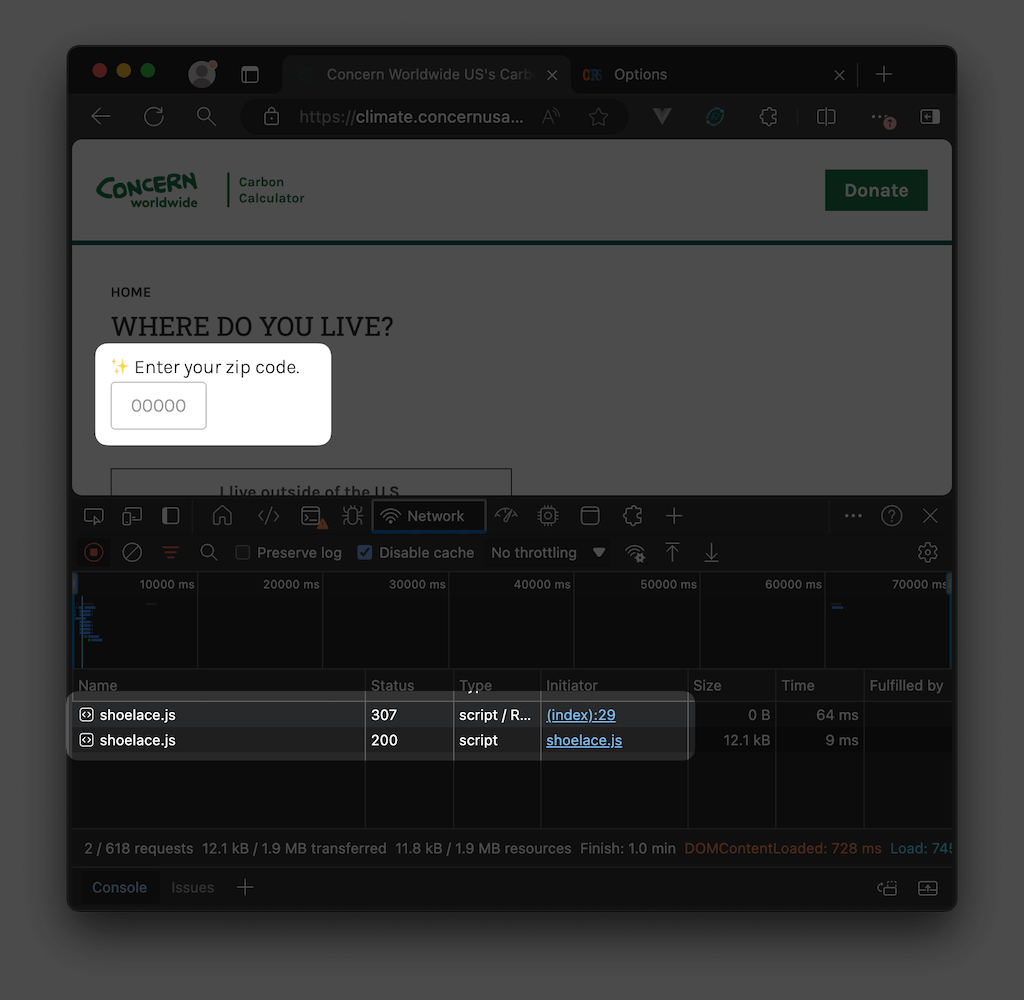 Concern Worldwide US's Carb
Options
https://climate.concernusa...
CONCERN
worldwide
Carbon
Calculator
Donate
HOME
WHERE DO YOU LIVE?
✨ Enter your zip code.
00000
I live outside of the U.S.
Network
Preserve log
Disable cache
No throttling
10000 ms
20000 ms
30000 ms
40000 ms
50000 ms
60000 ms
70000 ms
Name Status Type Initiator Size Time Fulfilled by
shoelace.js 307 script / R... (index):29 0 B 64 ms
shoelace.js 200 script shoelace.js 12.1 kB 9 ms
2 / 618 requests 12.1 kB / 1.9 MB transferred 11.8 kB / 1.9 MB resources Finish: 1.0 min DOMContentLoaded: 728 ms Load: 745
Console Issues